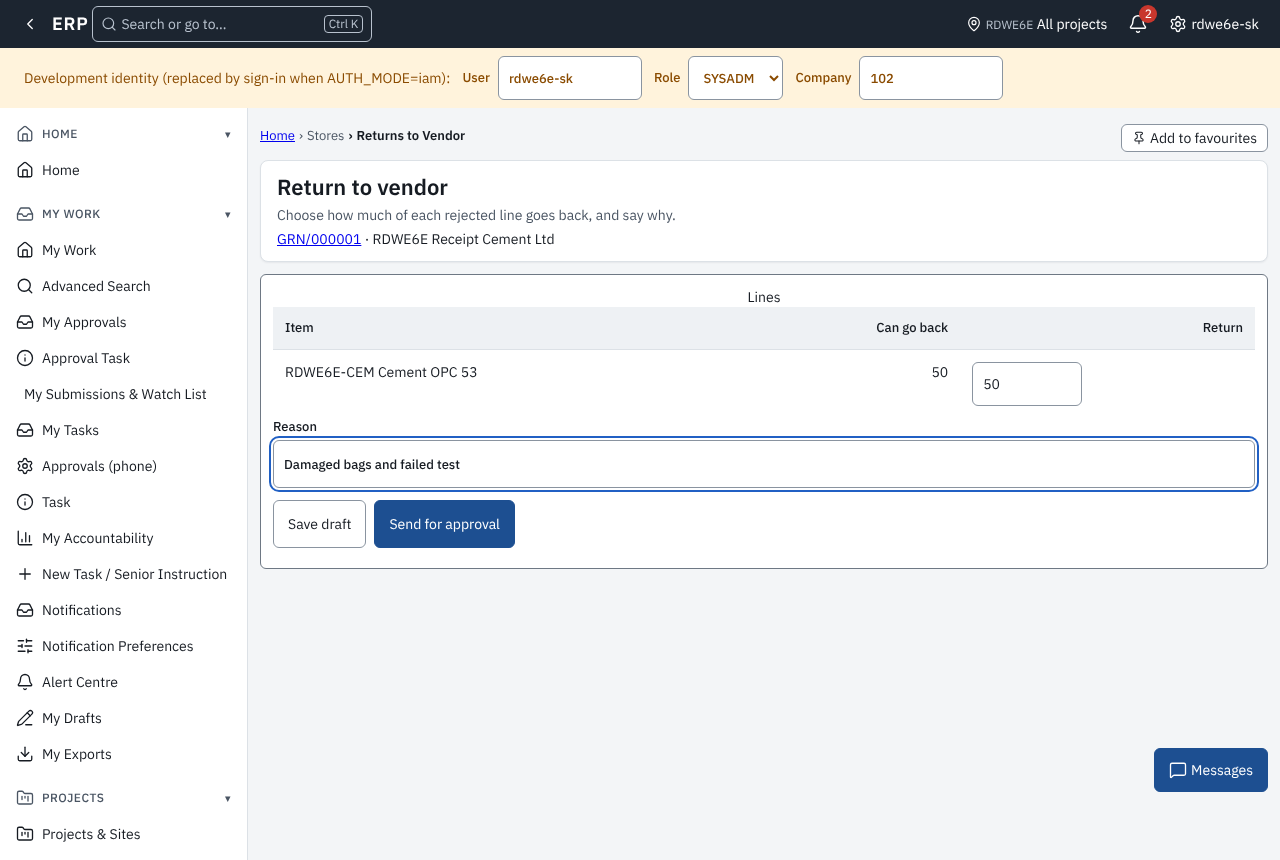 ERP
Search or go to...
Ctrl K
RDWE6E All projects
2
rdwe6e-sk
Development identity (replaced by sign-in when AUTH_MODE=iam):
User
rdwe6e-sk
Role
SYSADM
Company
102
HOME
Home
MY WORK
My Work
Advanced Search
My Approvals
Approval Task
My Submissions & Watch List
My Tasks
Approvals (phone)
Task
My Accountability
New Task / Senior Instruction
Notifications
Notification Preferences
Alert Centre
My Drafts
My Exports
PROJECTS
Projects & Sites
Home › Stores › Returns to Vendor
Add to favourites
Return to vendor
Choose how much of each rejected line goes back, and say why.
GRN/000001 · RDWE6E Receipt Cement Ltd
Lines
Item Can go back Return
RDWE6E-CEM Cement OPC 53 50 50
Reason
Damaged bags and failed test
Save draft
Send for approval
Messages